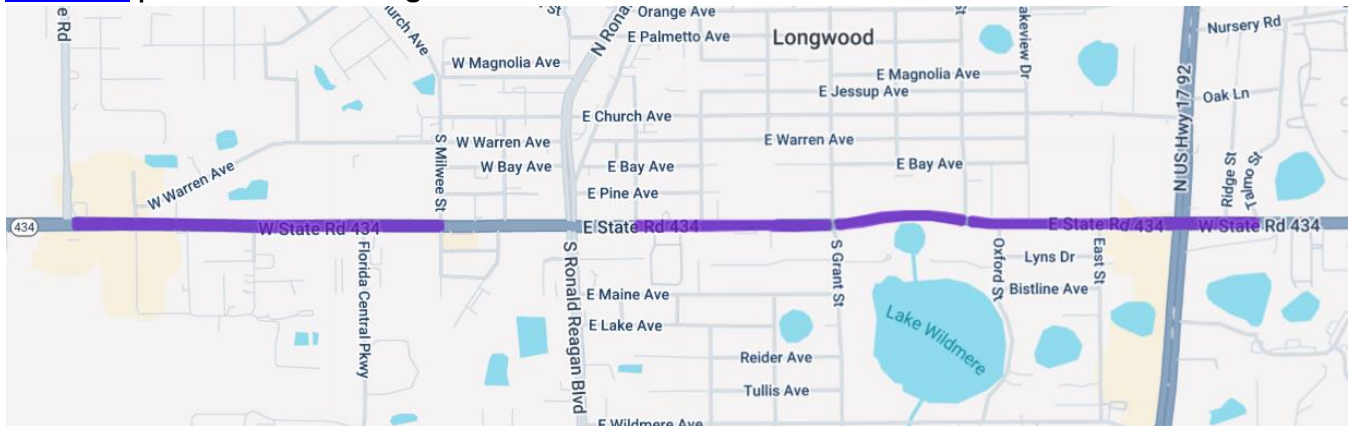 Orange Ave
Nursery Rd
E Palmetto Ave
Longwood
W Magnolia Ave
E Magnolia Ave
E Jessup Ave
Oak Ln
E Church Ave
W Warren Ave
E Warren Ave
W Bay Ave
E Bay Ave
E Bay Ave
S Milwee St
N US Hwy 17 92
Ridge St
Talmo St
W Warren Ave
E Pine Ave
434
W State Rd 434
E State Rd 434
E State Rd 434
W State Rd 434
Florida Central Pkwy
S Ronald Reagan Blvd
S Grant St
Oxford St
Lyns Dr
East St
E Maine Ave
Bistline Ave
E Lake Ave
Lake Wildmere
Reider Ave
Tullis Ave
E Wildmere Ave